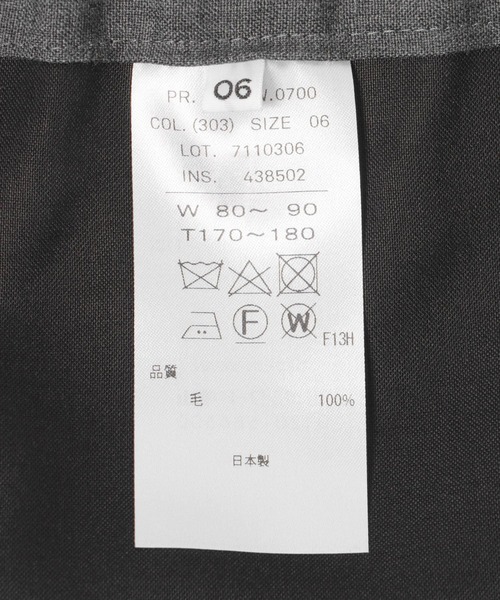 PR. 06 .0700
COL. (303) SIZE 06
LOT. 7110306
INS. 438502
W 80～ 90
T170～180
F W F13H
品質
毛 100%
日本製